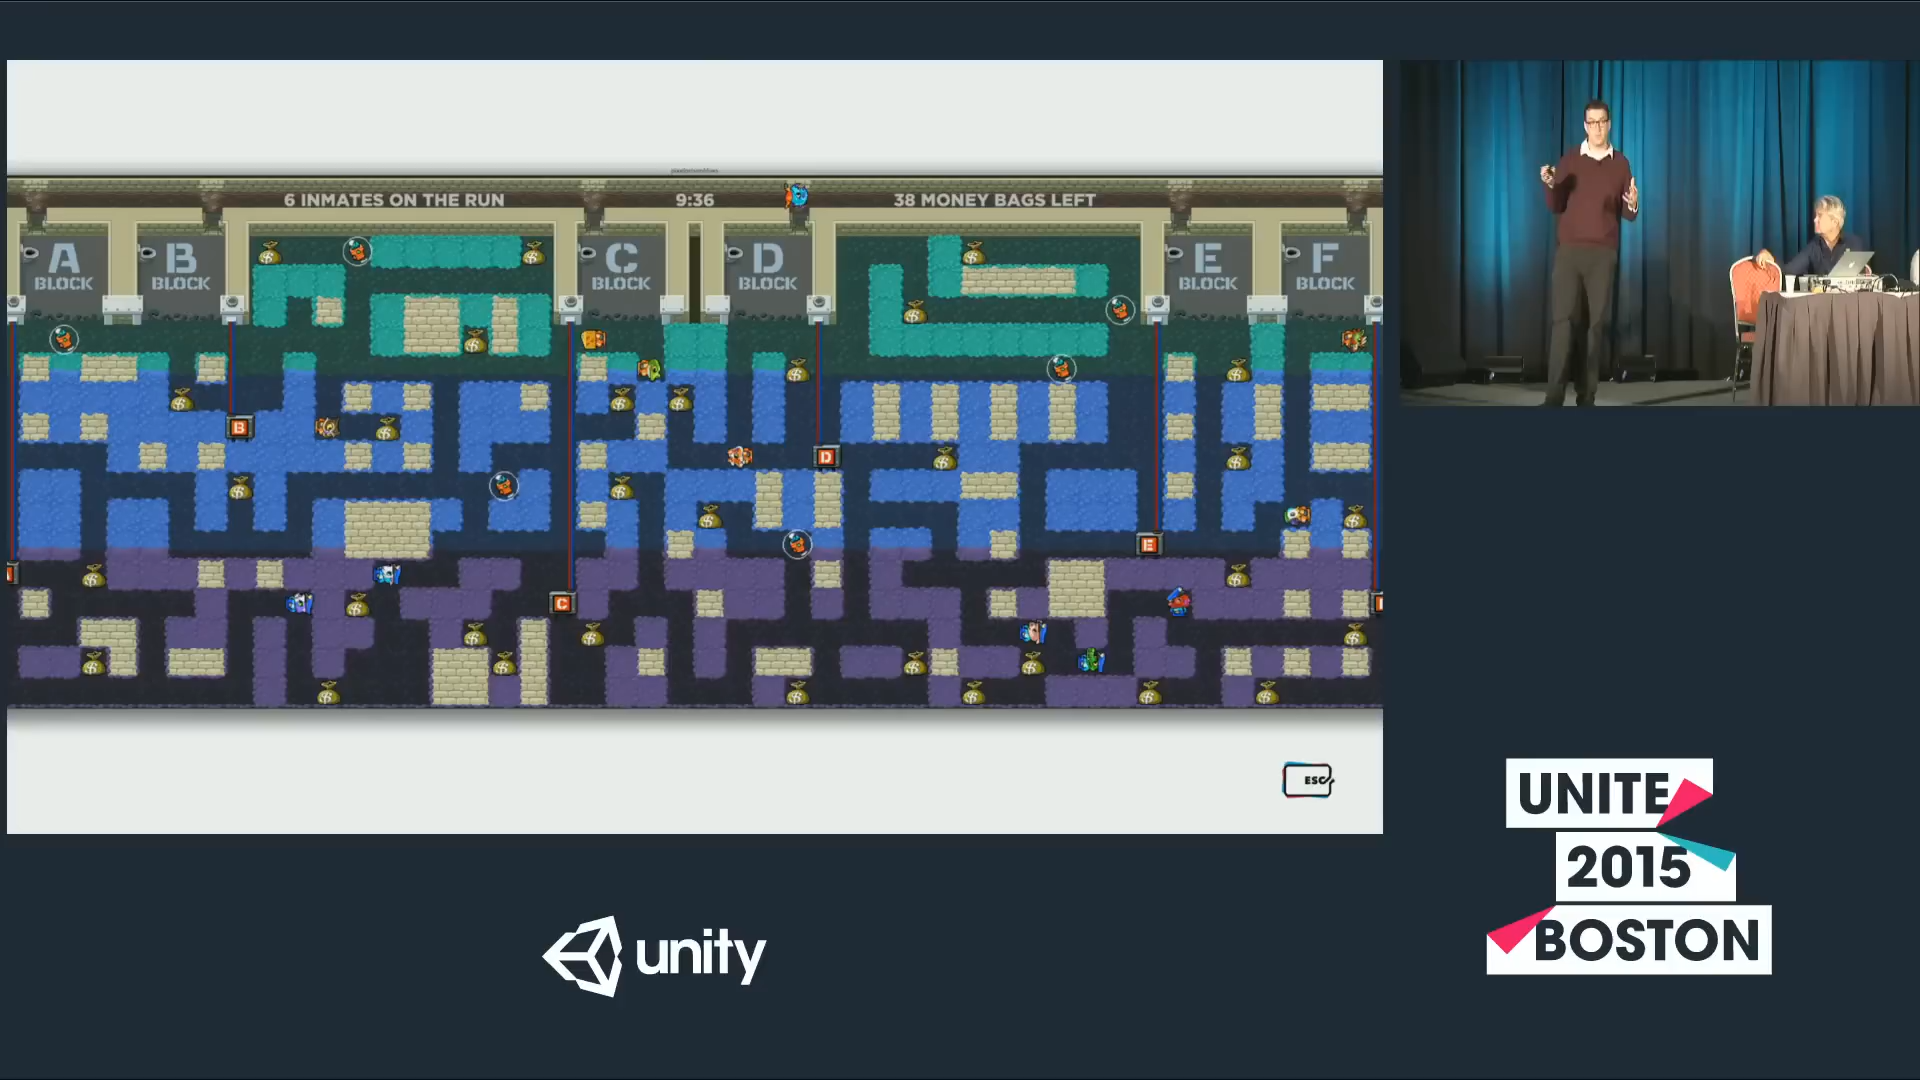 6 INMATES ON THE RUN
9:36
38 MONEY BAGS LEFT
A
BLOCK
B
BLOCK
C
BLOCK
D
BLOCK
E
BLOCK
F
BLOCK
B
D
E
C
ESC
unity
UNITE
2015
BOSTON